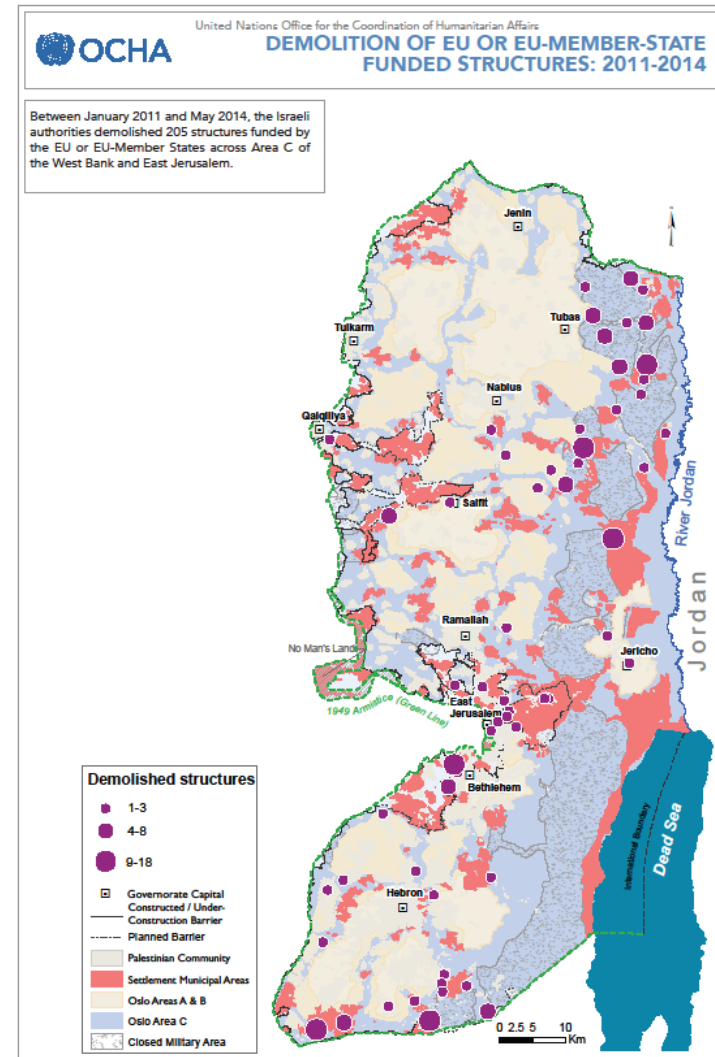 United Nations Office for the Coordination of Humanitarian Affairs
OCHA
DEMOLITION OF EU OR EU-MEMBER-STATE
FUNDED STRUCTURES: 2011-2014
Between January 2011 and May 2014, the Israeli
authorities demolished 205 structures funded by
the EU or EU-Member States across Area C of
the West Bank and East Jerusalem.
Jenin
Tubas
Tulkarm
Nablus
Qalqiliya
Salfit
River Jordan
Jordan
Ramallah
No Man's Land
Jericho
1949 Armistice (Green Line)
East
Jerusalem
Bethlehem
International Boundary
Dead Sea
Hebron
Demolished structures
1-3
4-8
9-18
Governorate Capital
Constructed / Under-
Construction Barrier
Planned Barrier
Palestinian Community
Settlement Municipal Areas
Oslo Areas A & B
Oslo Area C
Closed Military Area
0 2.5 5 10
Km